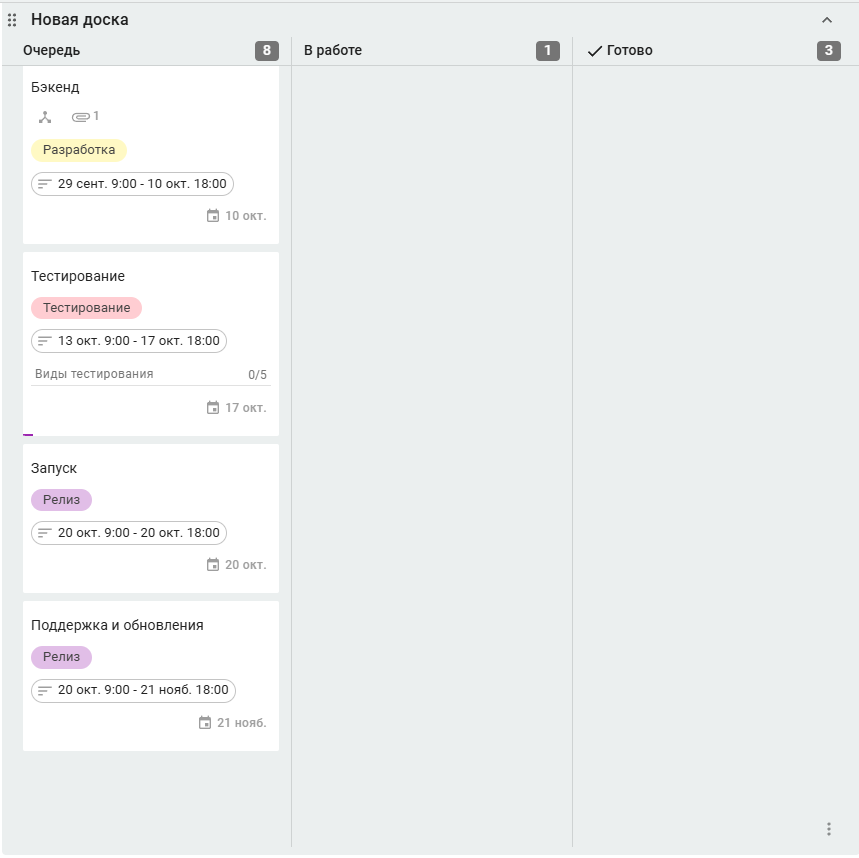 Новая доска
Очередь 8
В работе 1
Готово 3
Бэкенд
1
Разработка
29 сент. 9:00 - 10 окт. 18:00
10 окт.
Тестирование
Тестирование
13 окт. 9:00 - 17 окт. 18:00
Виды тестирования 0/5
17 окт.
Запуск
Релиз
20 окт. 9:00 - 20 окт. 18:00
20 окт.
Поддержка и обновления
Релиз
20 окт. 9:00 - 21 нояб. 18:00
21 нояб.